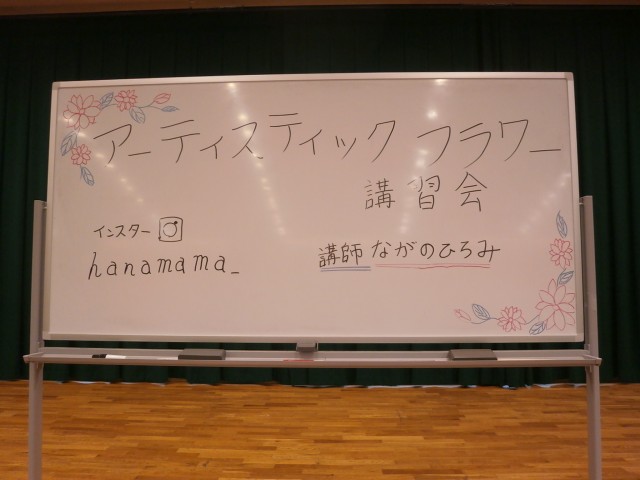 アーティスティック フラワー
講習会
インスター
hanamama_
講師 ながのひろみ